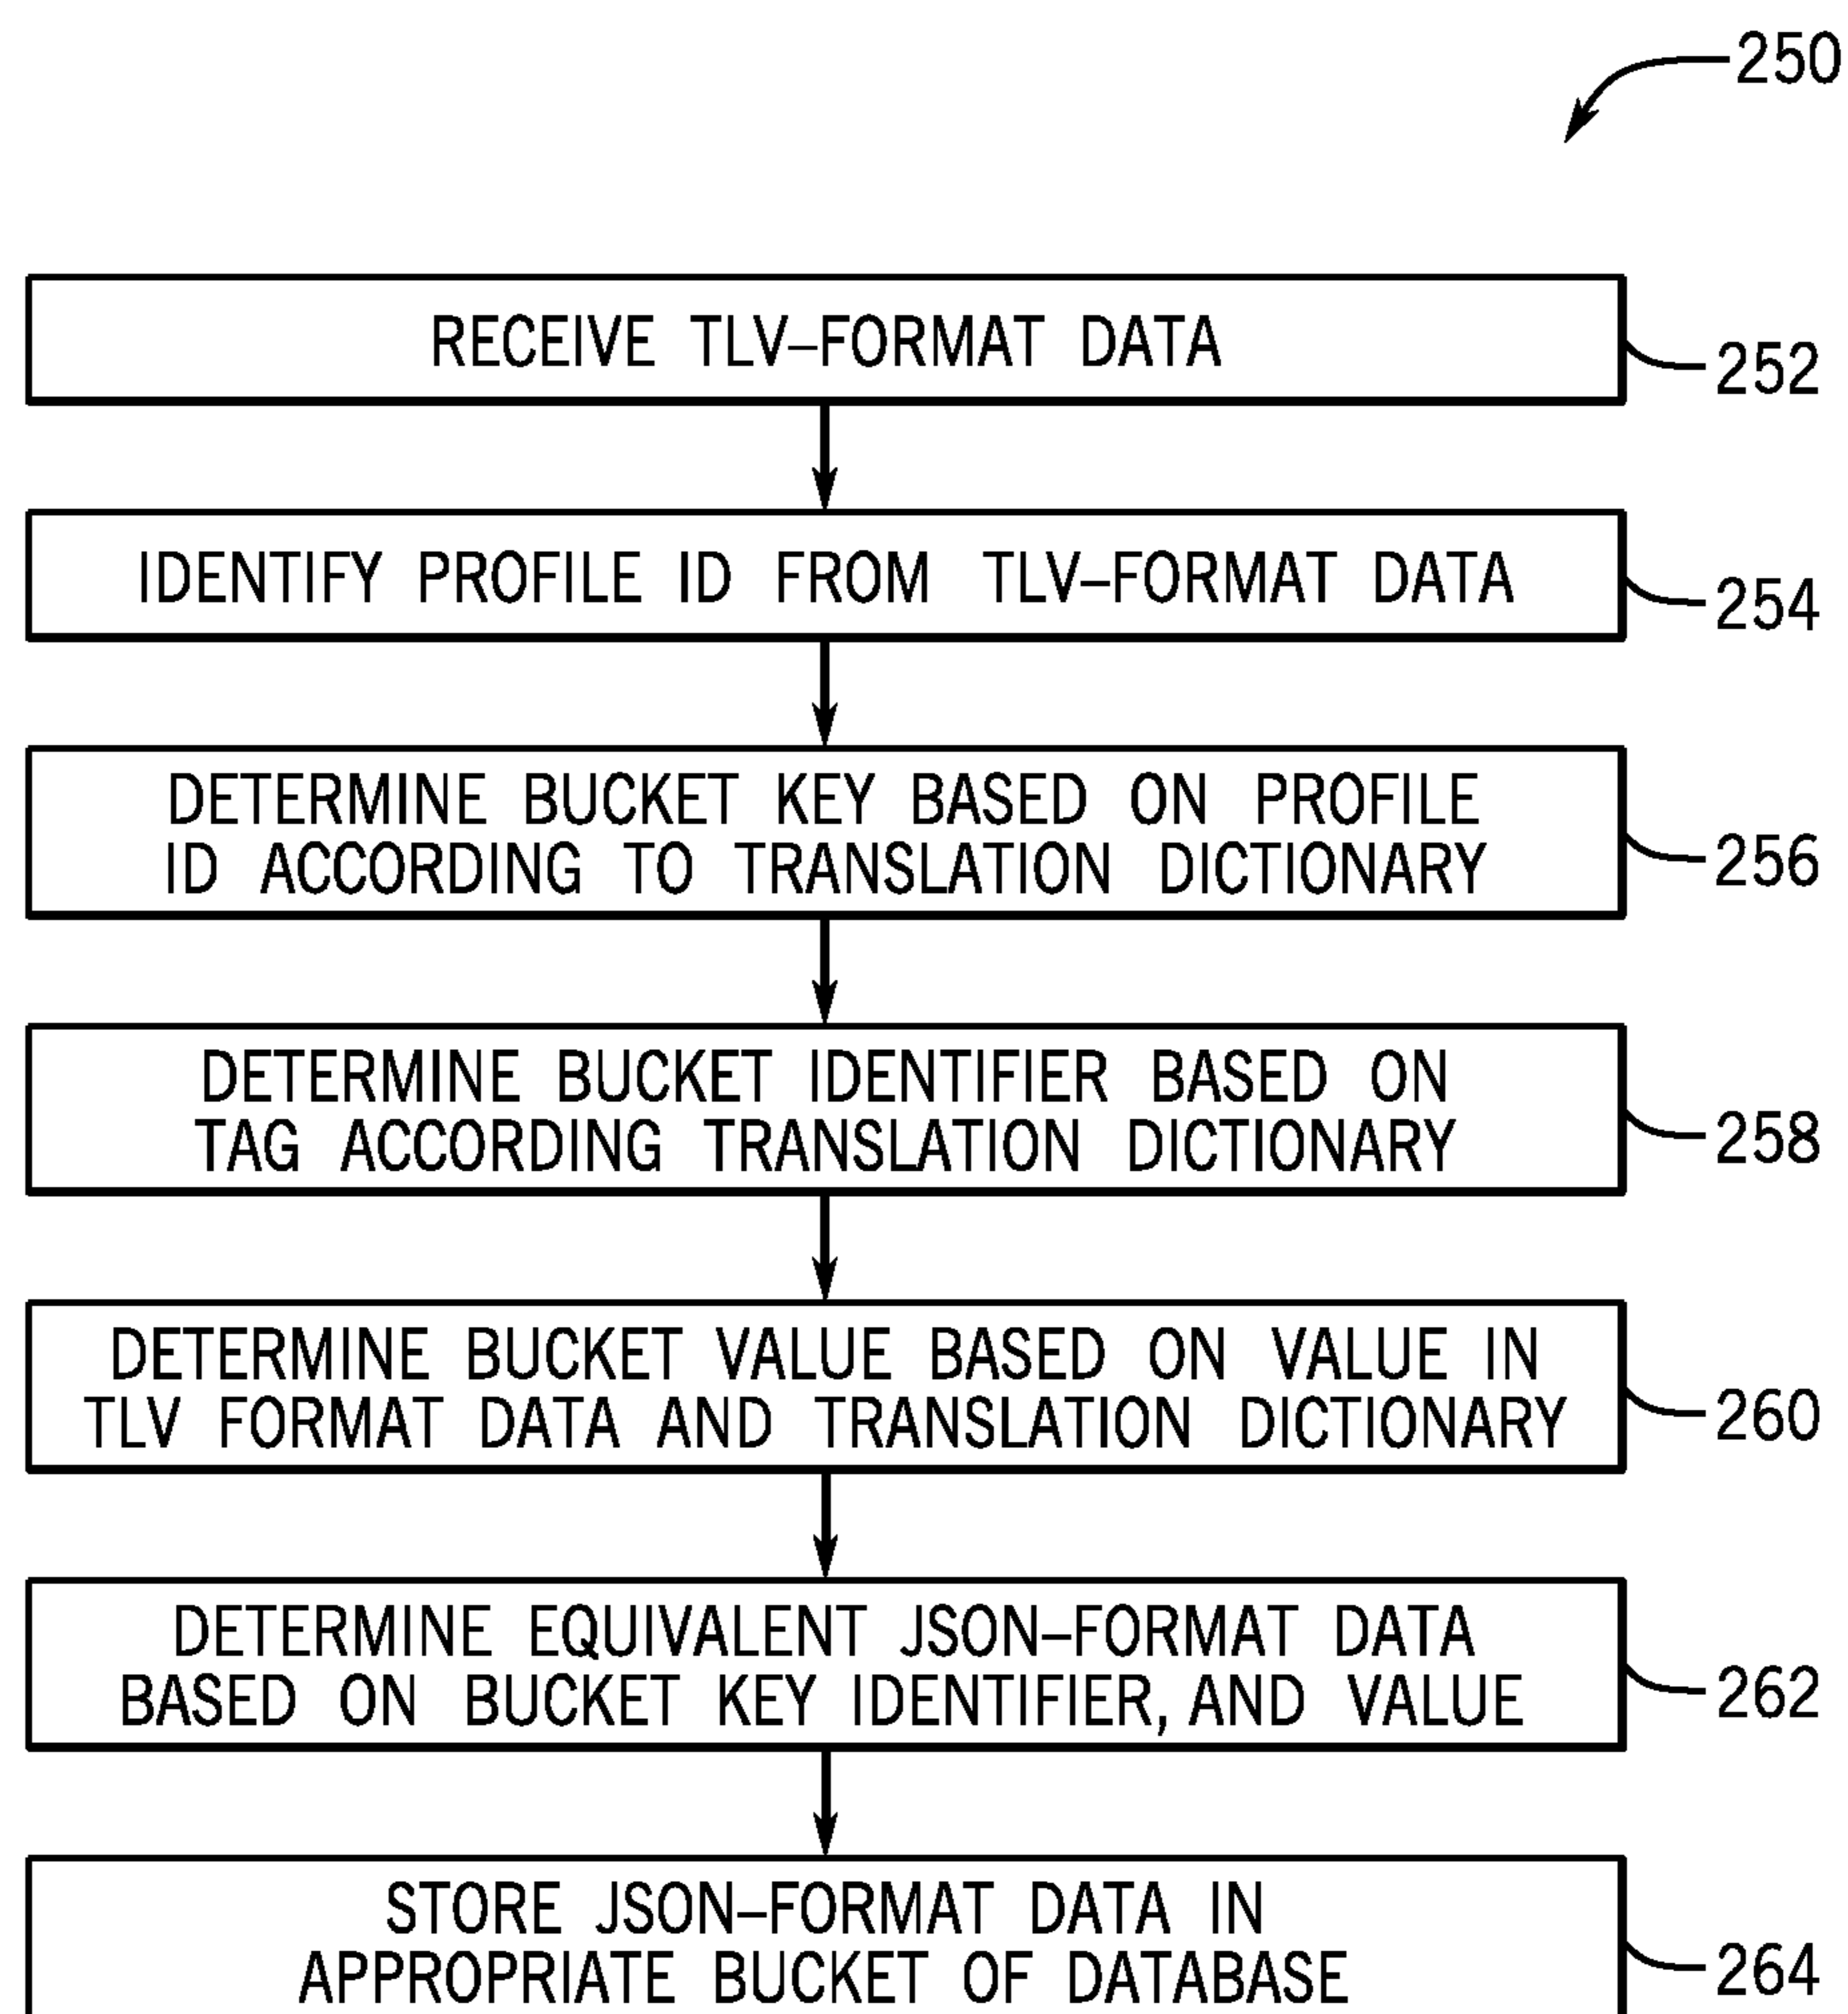 250
RECEIVE TLV–FORMAT DATA
252
IDENTIFY PROFILE ID FROM TLV–FORMAT DATA
254
DETERMINE BUCKET KEY BASED ON PROFILE
ID ACCORDING TO TRANSLATION DICTIONARY
256
DETERMINE BUCKET IDENTIFIER BASED ON
TAG ACCORDING TRANSLATION DICTIONARY
258
DETERMINE BUCKET VALUE BASED ON VALUE IN
TLV FORMAT DATA AND TRANSLATION DICTIONARY
260
DETERMINE EQUIVALENT JSON–FORMAT DATA
BASED ON BUCKET KEY IDENTIFIER, AND VALUE
262
STORE JSON–FORMAT DATA IN
APPROPRIATE BUCKET OF DATABASE
264